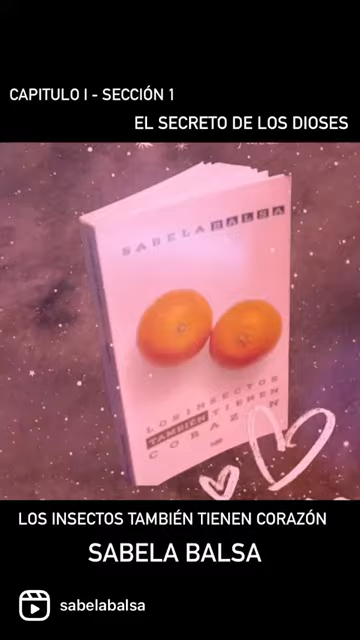 CAPITULO I - SECCIÓN 1
EL SECRETO DE LOS DIOSES
SABELA BALSA
LOS INSECTOS
TAMBIÉN TIENEN
CORAZÓN
LOS INSECTOS TAMBIÉN TIENEN CORAZÓN
SABELA BALSA
sabelabalsa